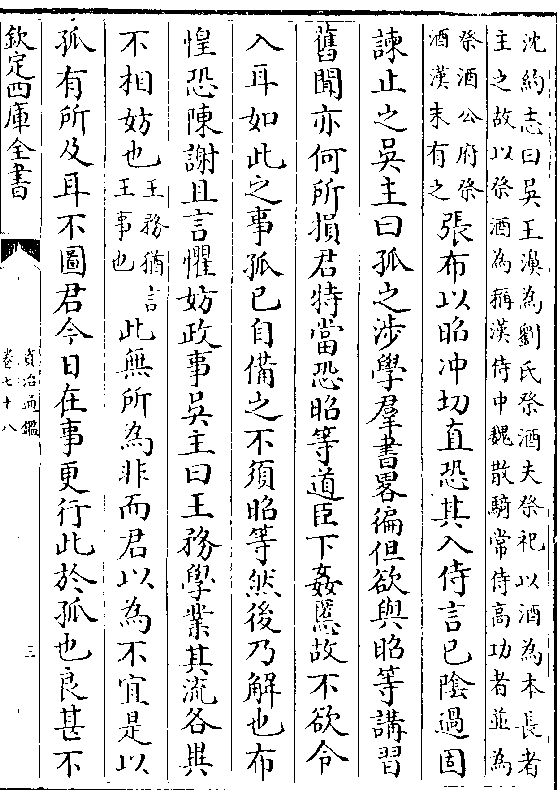 沈約志曰吳王濞為劉氏祭酒夫祭祀以酒為本長者
主之故以祭酒為稱漢侍中魏散騎常侍高功者並為
祭酒公府祭
酒漢末有之
張布以昭沖切直恐其入侍言已陰過固
諫止之吳主曰孤之涉學羣書畧徧但欲與昭等講習
舊聞亦何所損君特當恐昭等道臣下姦慝故不欲令
入耳如此之事孤已自備之不須昭等然後乃解也布
惶恐陳謝且言懼妨政事吳主曰王務學業其流各異
不相妨也
王務猶言
王事也
此無所為非而君以為不宜是以
孤有所及耳不圖君今日在事更行此於孤也良甚不
欽定四庫全書
資治通鑑
卷七十八
三